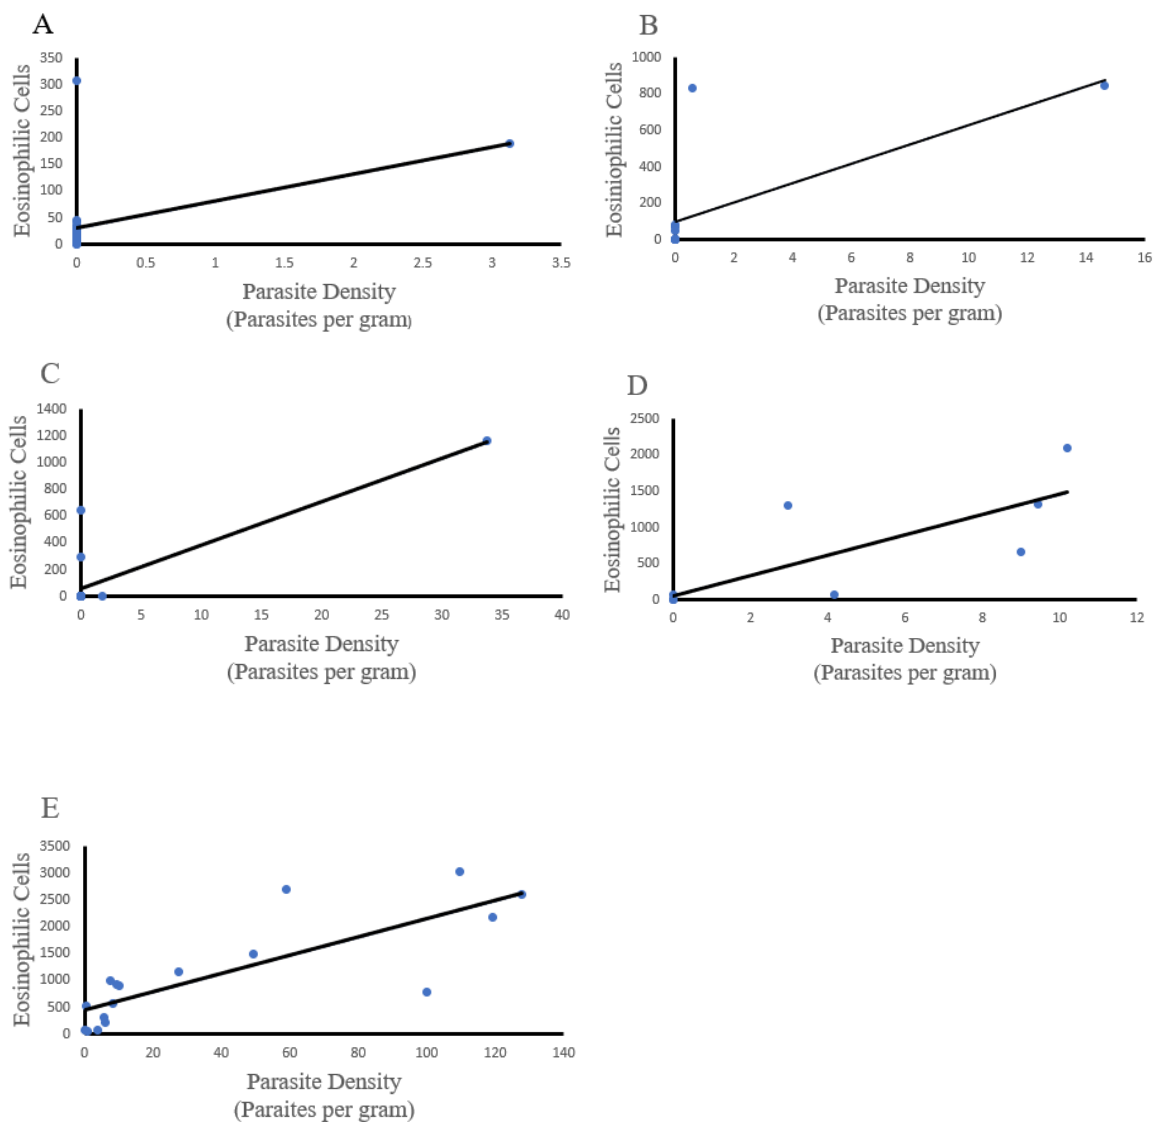 A
Eosinophilic Cells
350
300
250
200
150
100
50
0
0 0.5 1 1.5 2 2.5 3 3.5
Parasite Density
(Parasites per gram)
B
Eosiniophilic Cells
1000
800
600
400
200
0
0 2 4 6 8 10 12 14 16
Parasite Density
(Parasites per gram)
C
Eosinophilic Cells
1400
1200
1000
800
600
400
200
0
0 5 10 15 20 25 30 35 40
Parasite Density
(Parasites per gram)
D
Eosinophilic Cells
2500
2000
1500
1000
500
0
0 2 4 6 8 10 12
Parasite Density
(Parasites per gram)
E
Eosinophilic Cells
3500
3000
2500
2000
1500
1000
500
0
0 20 40 60 80 100 120 140
Parasite Density
(Paraites per gram)